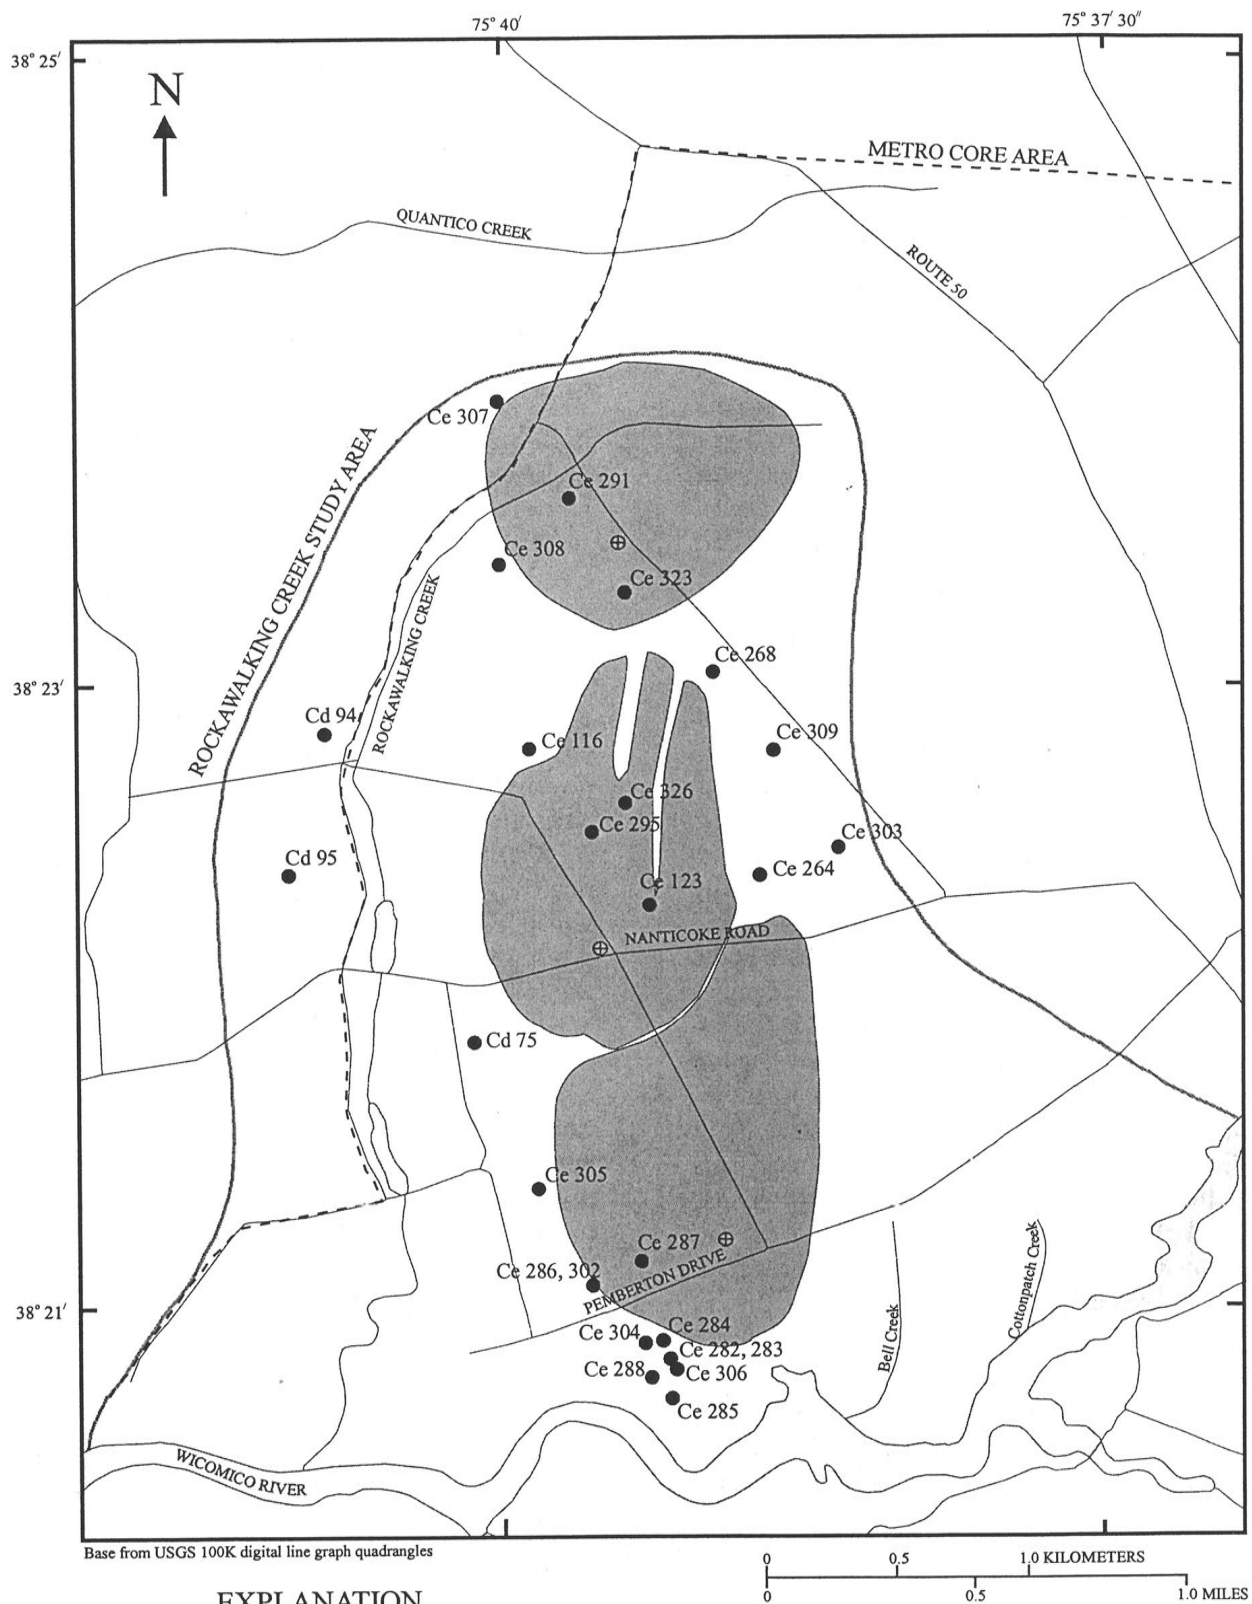 75° 40′
75° 37′ 30″
38° 25′
N
METRO CORE AREA
QUANTICO CREEK
ROUTE 50
Ce 307
ROCKAWALKING CREEK STUDY AREA
Ce 291
Ce 308
Ce 323
ROCKAWALKING CREEK
Ce 268
38° 23′
Cd 94
Ce 116
Ce 309
Ce 326
Ce 295
Ce 303
Cd 95
Ce 264
Ce 123
NANTICOKE ROAD
Cd 75
Ce 305
Ce 287
Ce 286, 302
PEMBERTON DRIVE
Bell Creek
Cottonpatch Creek
38° 21′
Ce 304
Ce 284
Ce 282, 283
Ce 288
Ce 306
Ce 285
WICOMICO RIVER
Base from USGS 100K digital line graph quadrangles
0 0.5 1.0 KILOMETERS
0 0.5 1.0 MILES
EXPLANATION